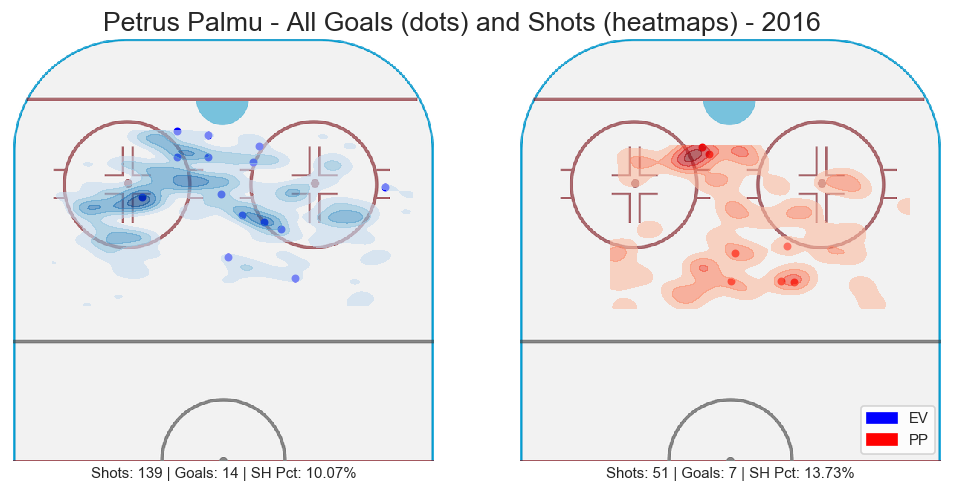 Petrus Palmu - All Goals (dots) and Shots (heatmaps) - 2016
EV
PP
Shots: 139 | Goals: 14 | SH Pct: 10.07%
Shots: 51 | Goals: 7 | SH Pct: 13.73%